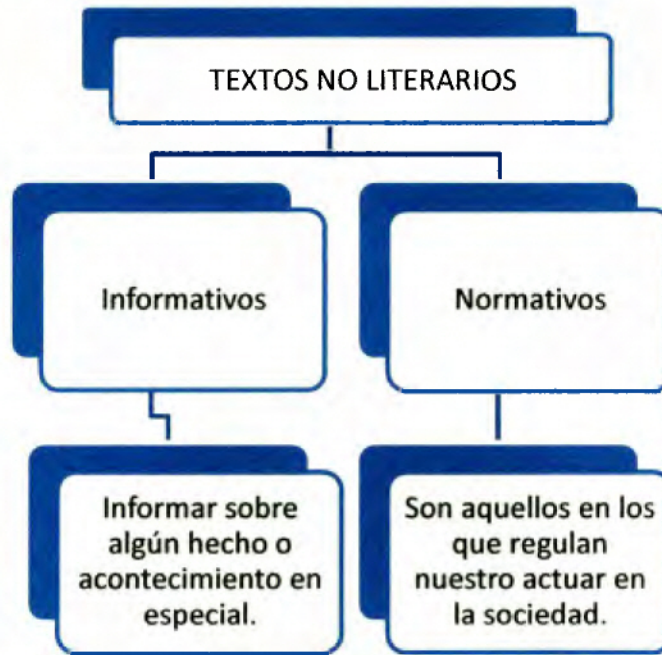 TEXTOS NO LITERARIOS
Informativos
Normativos
Informar sobre
algún hecho o
acontecimiento en
especial.
Son aquellos en los
que regulan
nuestro actuar en
la sociedad.